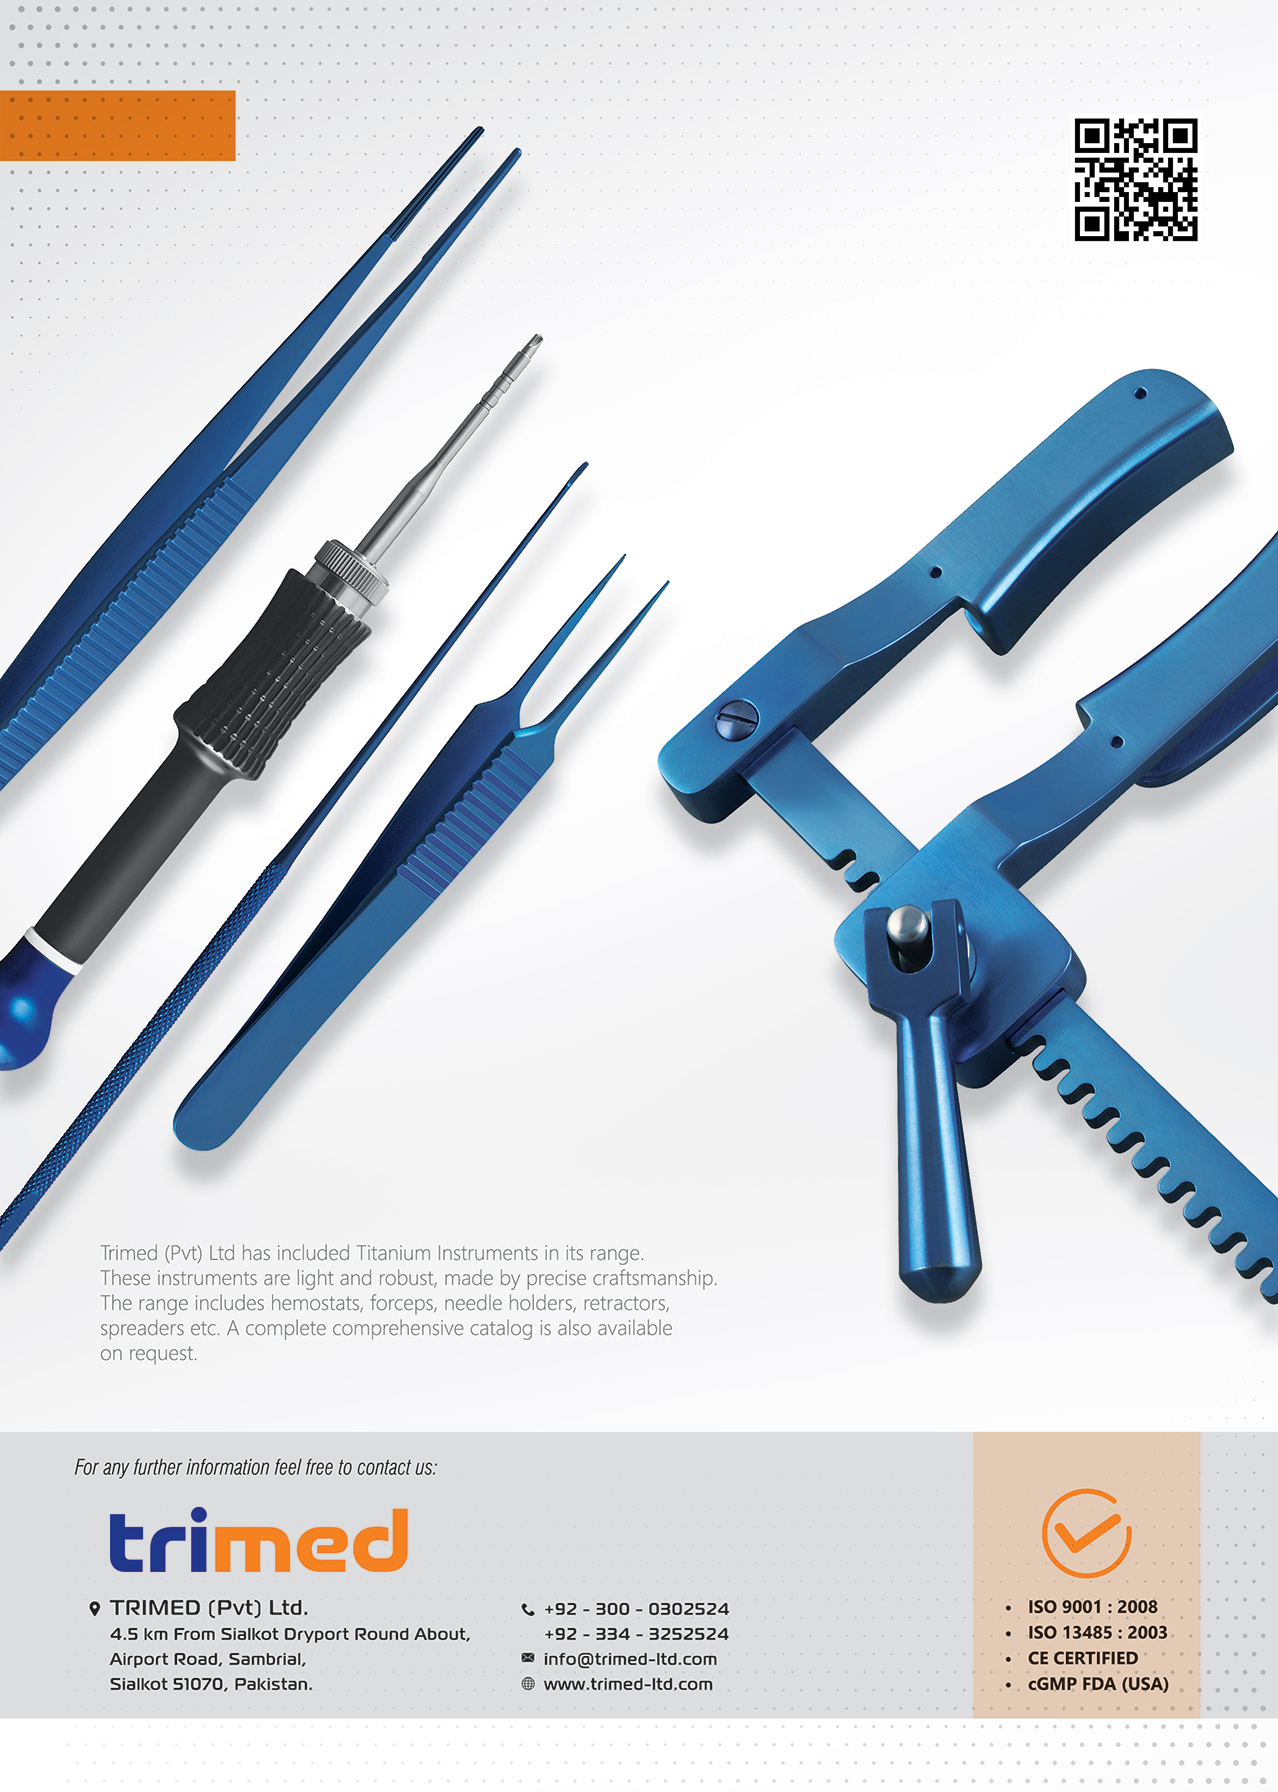 Trimed (Pvt) Ltd has included Titanium Instruments in its range.
These instruments are light and robust, made by precise craftsmanship.
The range includes hemostats, forceps, needle holders, retractors,
spreaders etc. A complete comprehensive catalog is also available
on request.
For any further information feel free to contact us:
trimed
TRIMED (Pvt) Ltd.
4.5 km From Sialkot Dryport Round About,
Airport Road, Sambrial,
Sialkot 51070, Pakistan.
+92 - 300 - 0302524
+92 - 334 - 3252524
info@trimed-ltd.com
www.trimed-ltd.com
• ISO 9001 : 2008
• ISO 13485 : 2003
• CE CERTIFIED
• cGMP FDA (USA)